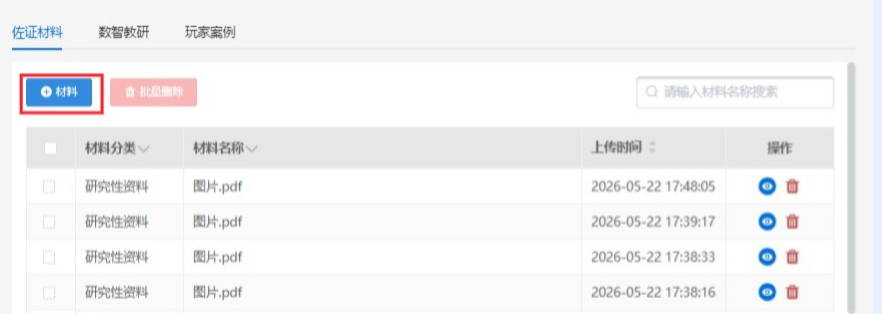 佐证材料 数智教研 玩家案例
材料 批量删除 请输入材料名称搜索
材料分类 材料名称 上传时间 操作
研究性资料 图片.pdf 2026-05-22 17:48:05
研究性资料 图片.pdf 2026-05-22 17:39:17
研究性资料 图片.pdf 2026-05-22 17:38:33
研究性资料 图片.pdf 2026-05-22 17:38:16